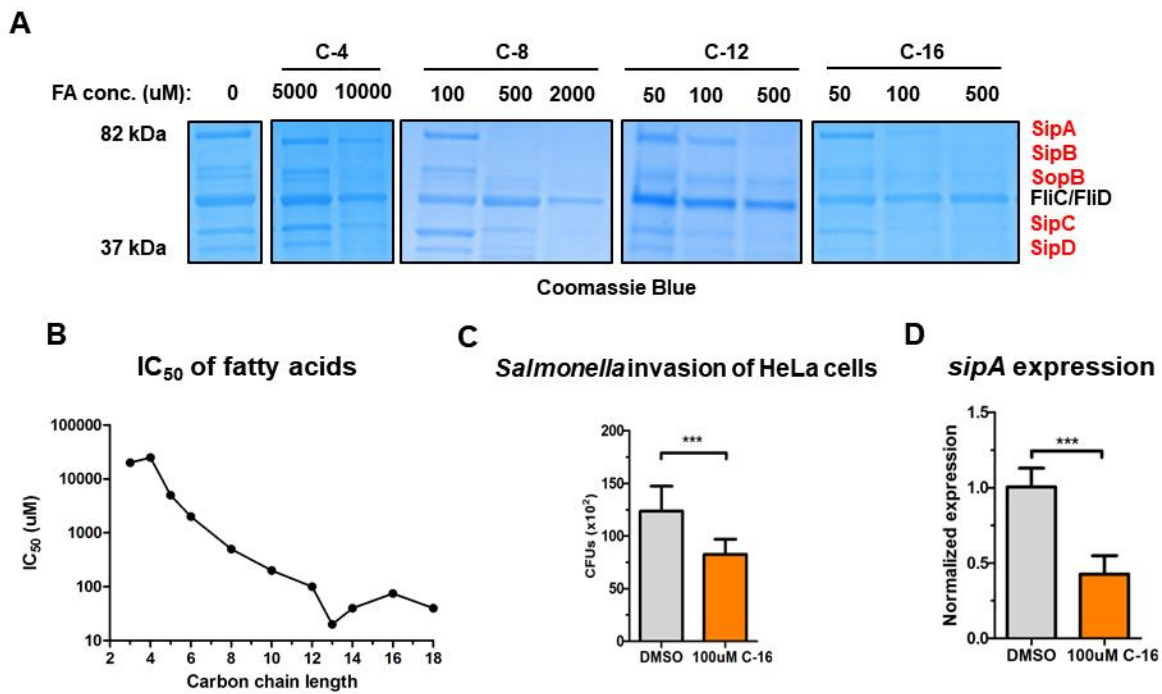 A
C-4 C-8 C-12 C-16
FA conc. (uM): 0 5000 10000 100 500 2000 50 100 500 50 100 500
82 kDa
37 kDa
SipA
SipB
SopB
FliC/FliD
SipC
SipD
Coomassie Blue
B
IC50 of fatty acids
100000
10000
1000
100
10
IC50 (uM)
2 4 6 8 10 12 14 16 18
Carbon chain length
C
Salmonella invasion of HeLa cells
200
150
100
50
0
CFUs (x10²)
***
DMSO 100uM C-16
D
sipA expression
1.5
1.0
0.5
0.0
Normalized expression
***
DMSO 100uM C-16